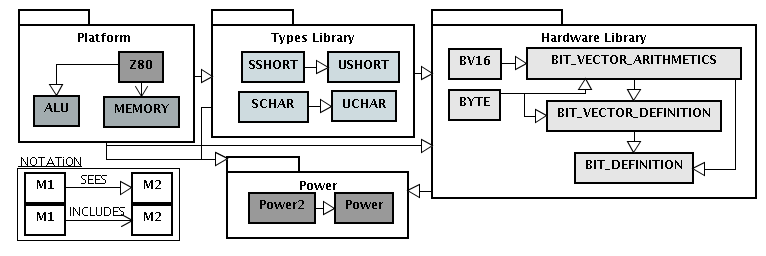 Platform
Z80
ALU
MEMORY
Types Library
SSHORT
USHORT
SCHAR
UCHAR
Hardware Library
BV16
BIT_VECTOR_ARITHMETICS
BYTE
BIT_VECTOR_DEFINITION
BIT_DEFINITION
Power
Power2
Power
NOTATiON
M1
SEES
M2
M1
INCLUDES
M2